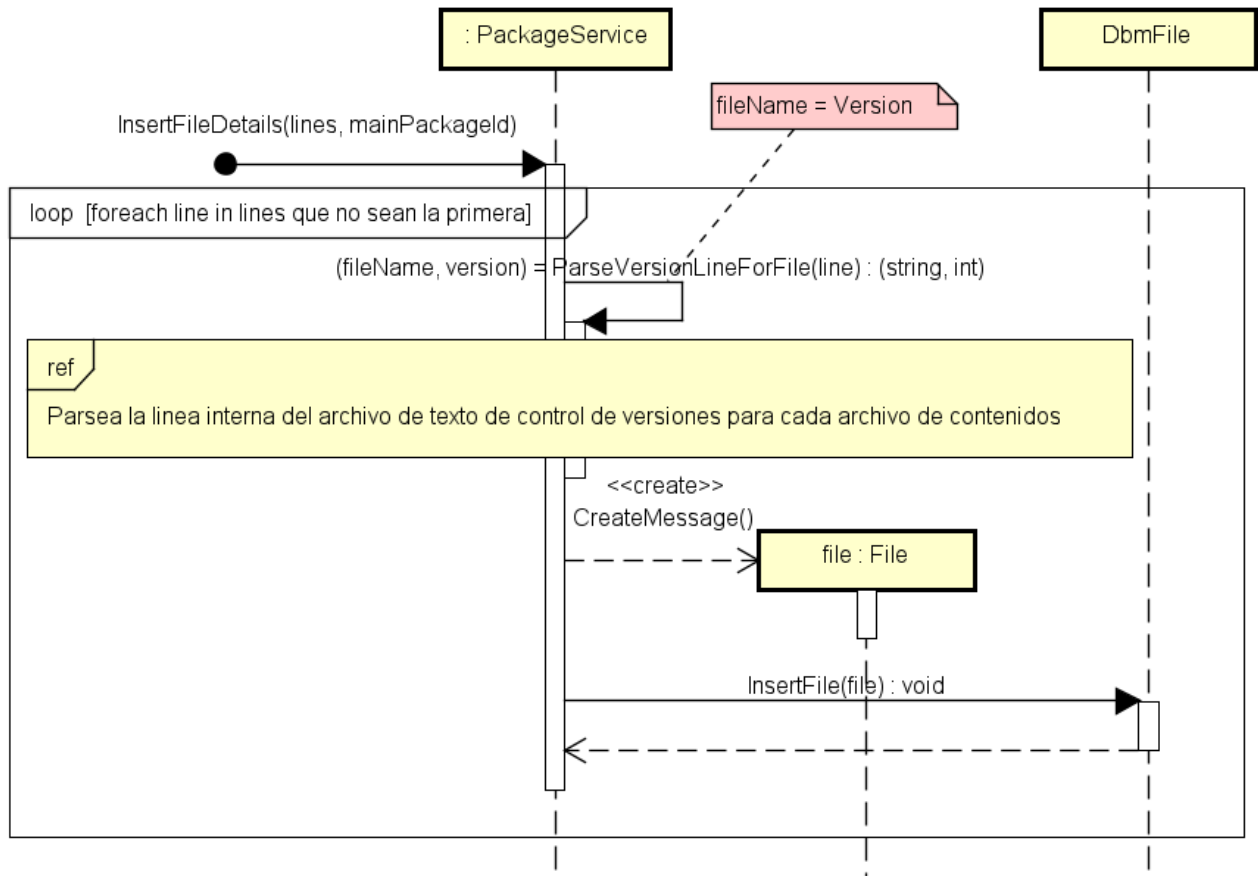 : PackageService
DbmFile
fileName = Version
InsertFileDetails(lines, mainPackageId)
loop [foreach line in lines que no sean la primera]
(fileName, version) = ParseVersionLineForFile(line) : (string, int)
ref
Parsea la linea interna del archivo de texto de control de versiones para cada archivo de contenidos
<<create>>
CreateMessage()
file : File
InsertFile(file) : void